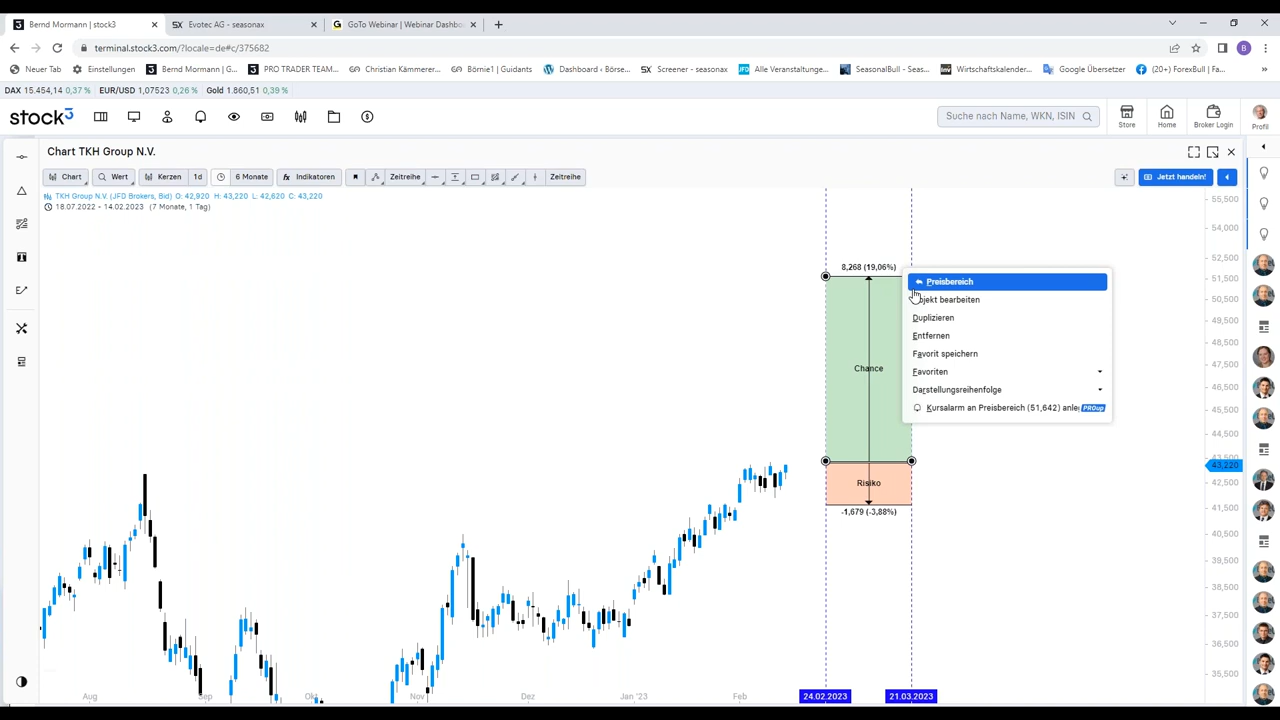 Bernd Mormann | stock3
Evotec AG - seasonax
GoTo Webinar | Webinar Dashbo
terminal.stock3.com/?locale=de#c/375682
Neuer Tab
Einstellungen
Bernd Mormann | G...
PRO TRADER TEAM...
Christian Kämmerer...
Börnie1 | Guidants
Dashboard ‹ Börse...
Screener - seasonax
Alle Veranstaltunge...
SeasonalBull - Seas...
Wirtschaftskalender...
Google Übersetzer
(20+) ForexBull | Fa...
DAX 15.454,14 0,37 % EUR/USD 1,07523 0,26 % Gold 1.860,51 0,39 %
stock3
Suche nach Name, WKN, ISIN
Store
Home
Broker Login
Profil
Chart TKH Group N.V.
Chart
Wert
Kerzen
1d
6 Monate
fx Indikatoren
Zeitreihe
Zeitreihe
Jetzt handeln!
TKH Group N.V. (JFD Brokers, Bid) O: 42,920 H: 43,220 L: 42,620 C: 43,220
18.07.2022 - 14.02.2023 (7 Monate, 1 Tag)
55,500
54,000
52,500
51,500
50,500
49,500
48,500
47,500
46,500
45,500
44,500
43,500
43,220
42,500
41,500
40,500
39,500
38,500
37,500
36,500
35,500
8,268 (19,06%)
Chance
Risiko
-1,679 (-3,88%)
Preisbereich
bjekt bearbeiten
Duplizieren
Entfernen
Favorit speichern
Favoriten
Darstellungsreihenfolge
Kursalarm an Preisbereich (51,642) anle
PROup
Aug
Sep
Okt
Nov
Dez
Jan '23
Feb
24.02.2023
21.03.2023